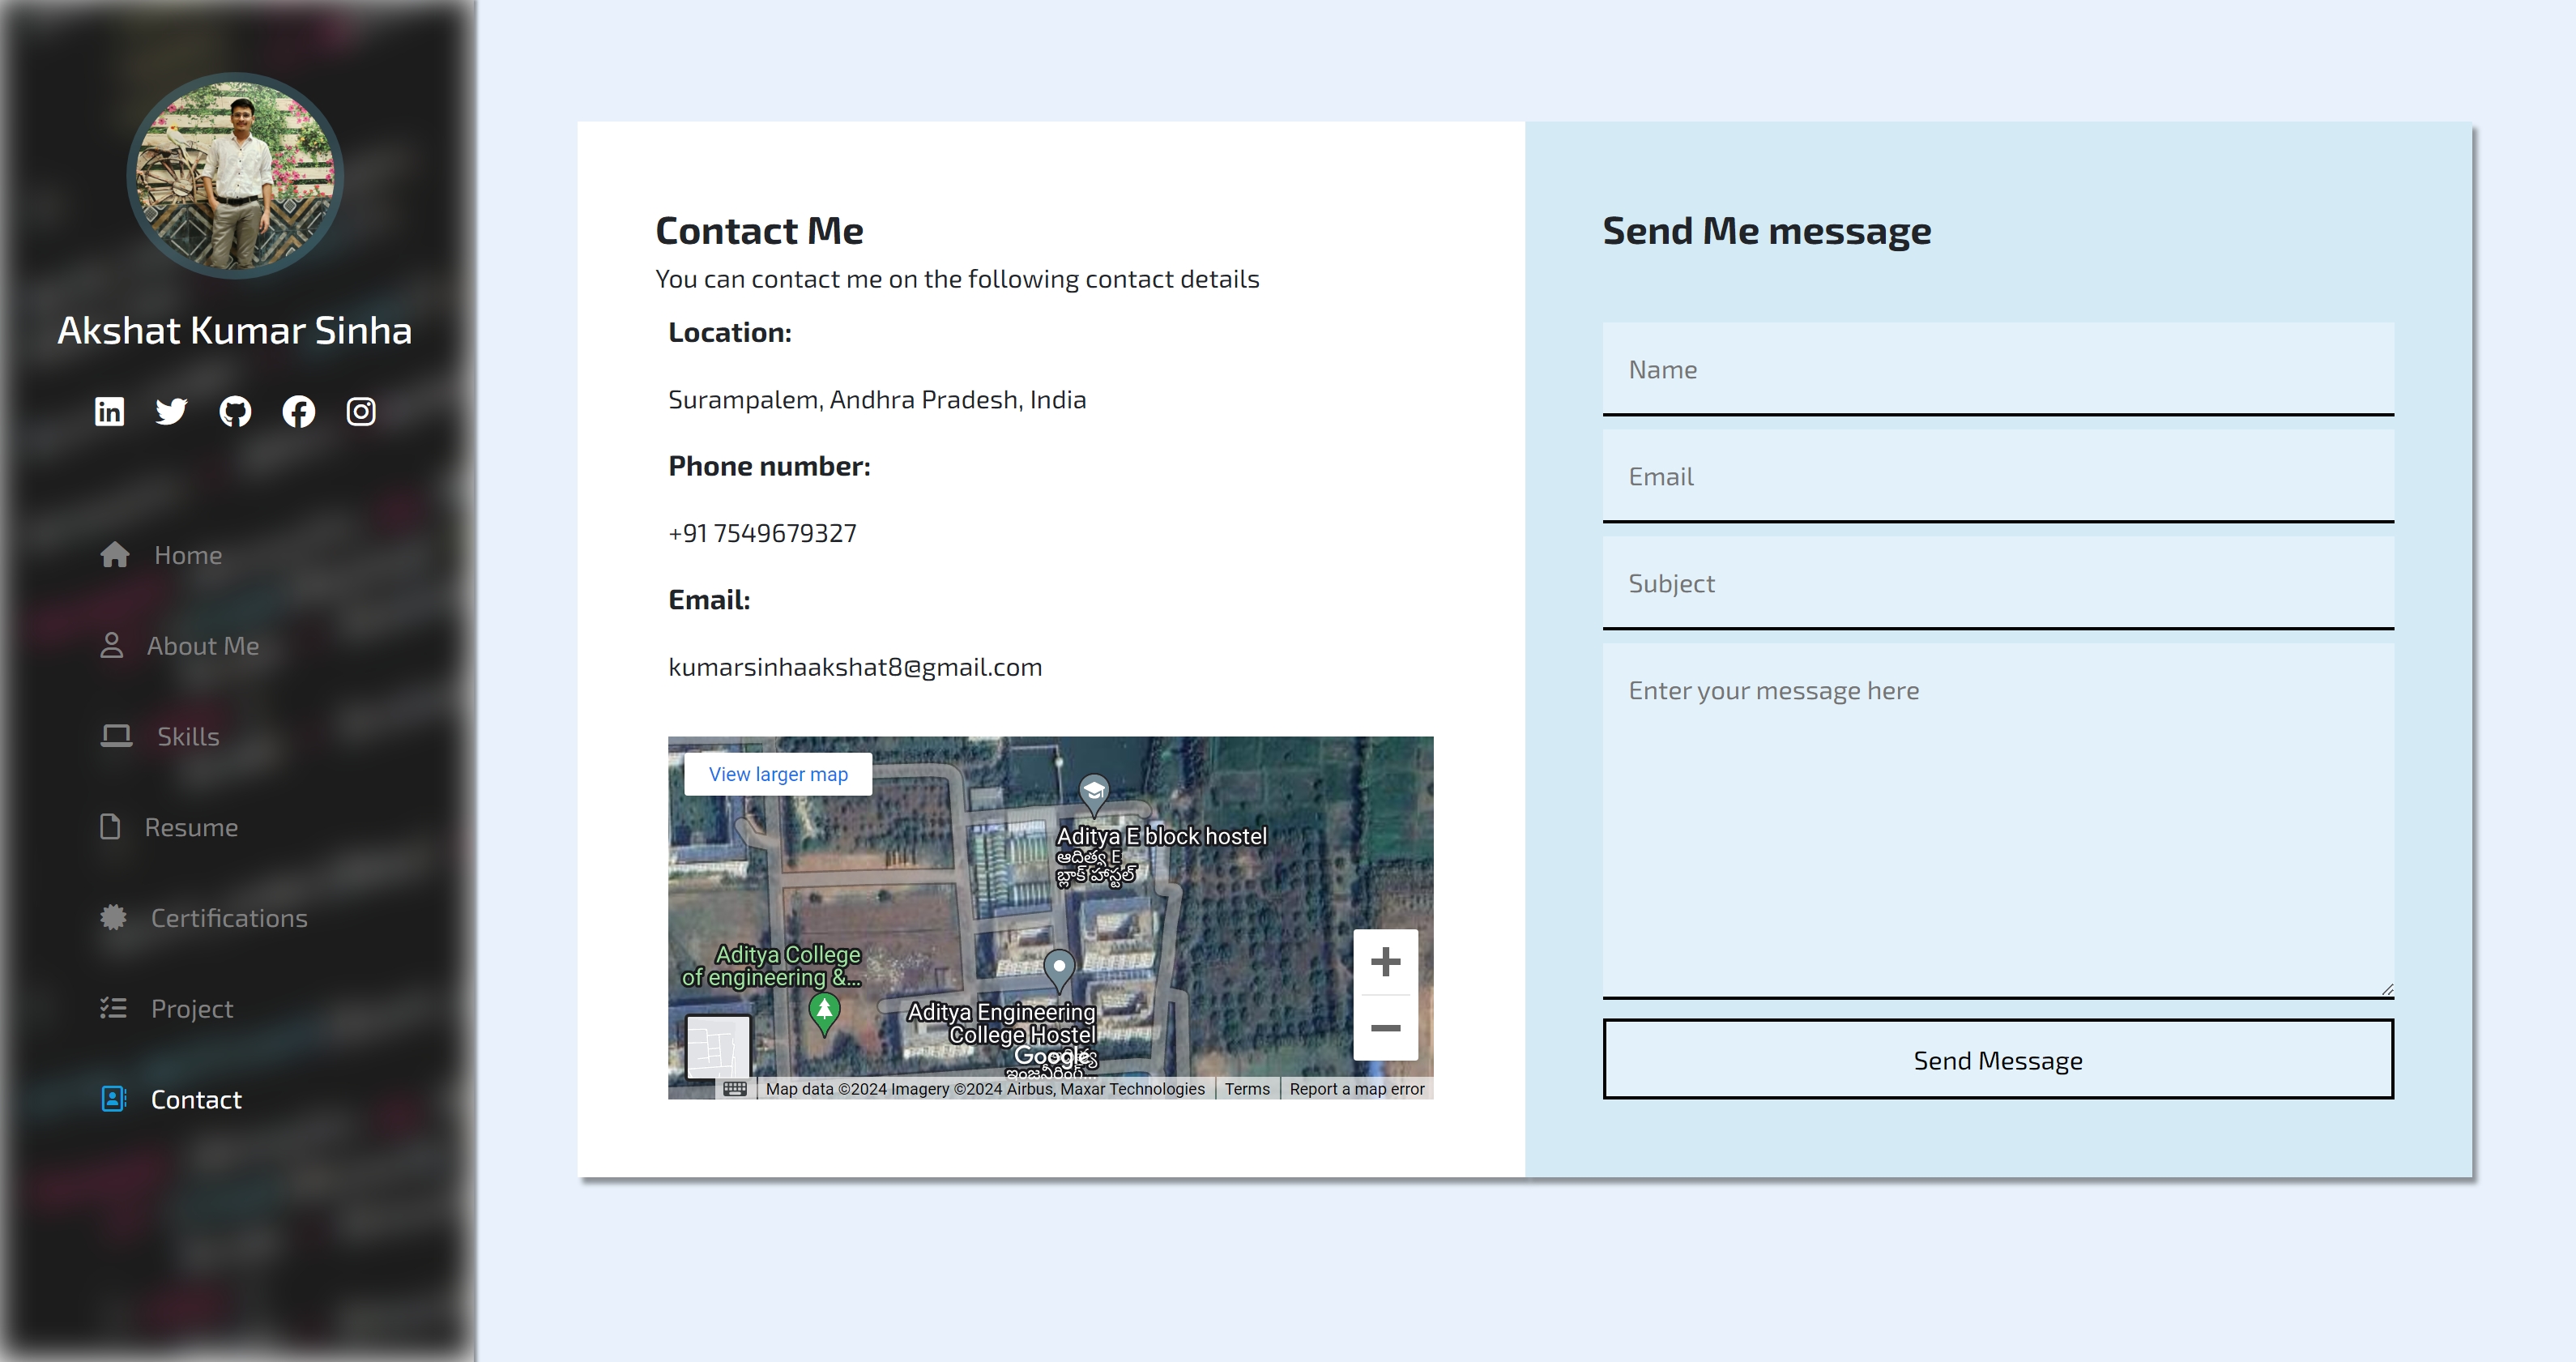 Akshat Kumar Sinha
Home
About Me
Skills
Resume
Certifications
Project
Contact
Contact Me
You can contact me on the following contact details
Location:
Surampalem, Andhra Pradesh, India
Phone number:
+91 7549679327
Email:
kumarsinhaakshat8@gmail.com
View larger map
Aditya E block hostel
ఆదిత్య E
బ్లాక్ హాస్టల్
Aditya College
of engineering &...
Aditya Engineering
College Hostel
Google
Map data ©2024 Imagery ©2024 Airbus, Maxar Technologies
Terms
Report a map error
Send Me message
Name
Email
Subject
Enter your message here
Send Message